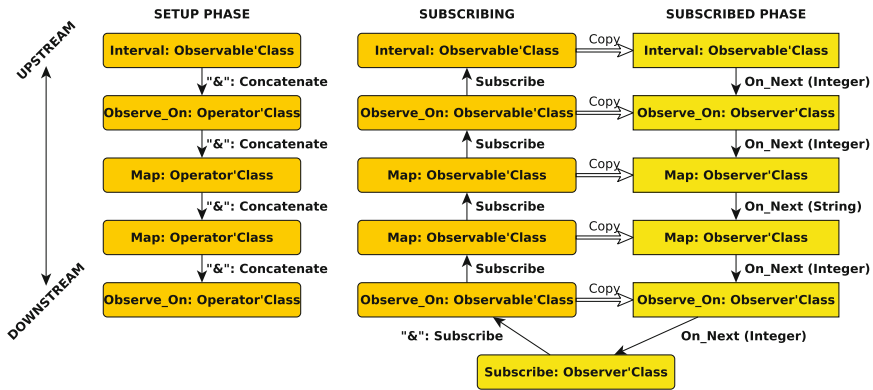 SETUP PHASE
SUBSCRIBING
SUBSCRIBED PHASE
UPSTREAM
DOWNSTREAM
Interval: Observable'Class
"&": Concatenate
Observe_On: Operator'Class
"&": Concatenate
Map: Operator'Class
"&": Concatenate
Map: Operator'Class
"&": Concatenate
Observe_On: Operator'Class
Interval: Observable'Class
Subscribe
Observe_On: Observable'Class
Subscribe
Map: Observable'Class
Subscribe
Map: Observable'Class
Subscribe
Observe_On: Observable'Class
"&": Subscribe
Copy
Copy
Copy
Copy
Copy
Interval: Observable'Class
On_Next (Integer)
Observe_On: Observer'Class
On_Next (Integer)
Map: Observer'Class
On_Next (String)
Map: Observer'Class
On_Next (Integer)
Observe_On: Observer'Class
On_Next (Integer)
Subscribe: Observer'Class